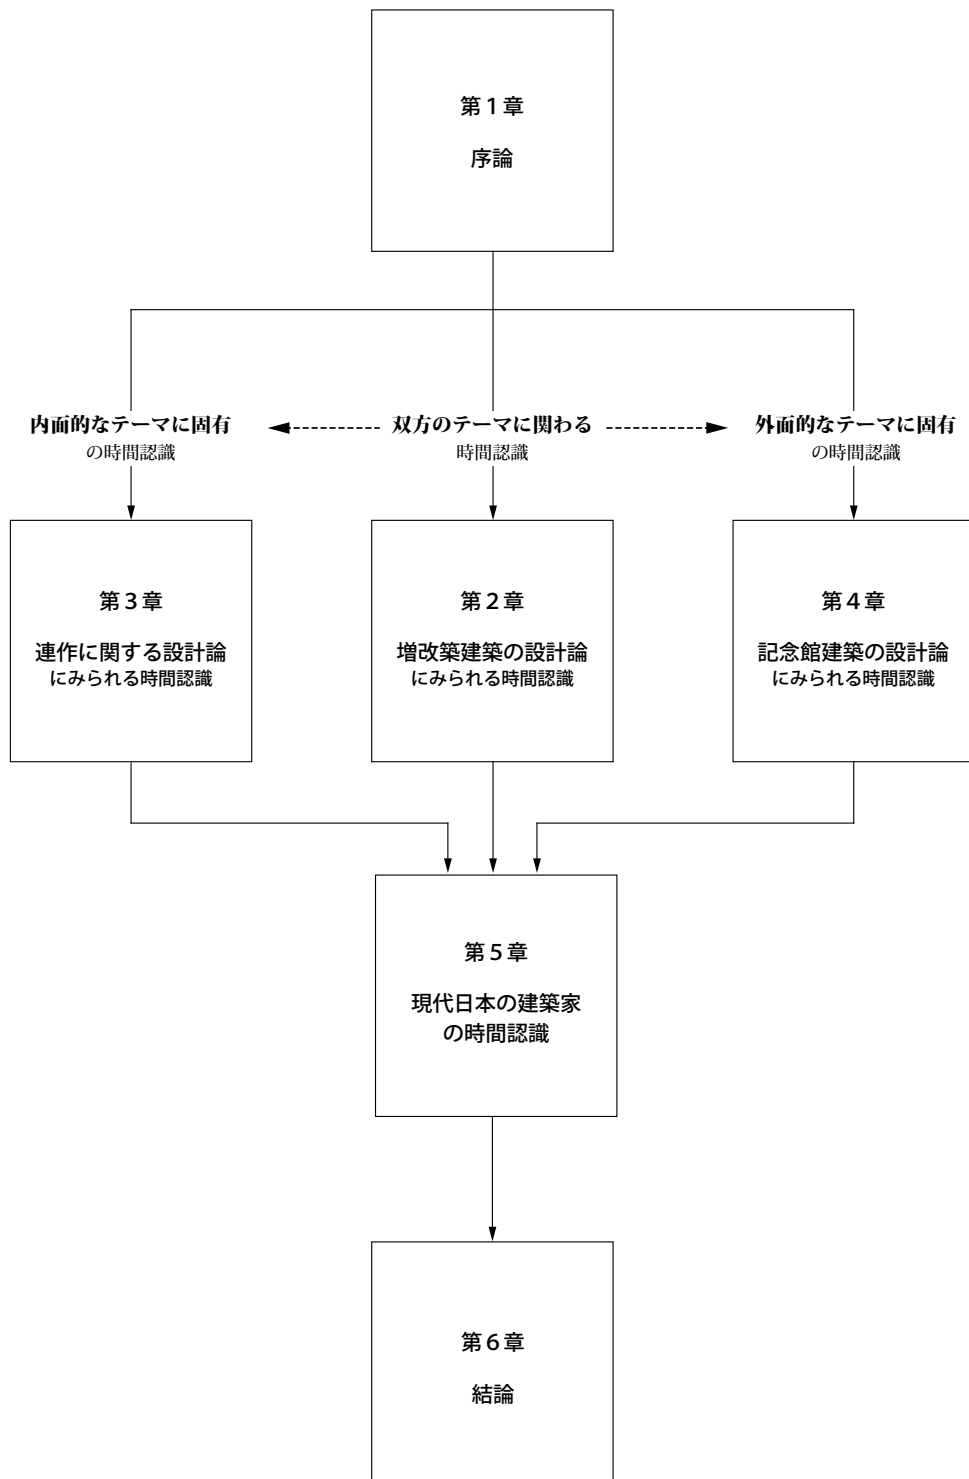 第１章
序論
内面的なテーマに固有
の時間認識
双方のテーマに関わる
時間認識
外面的なテーマに固有
の時間認識
第３章
連作に関する設計論
にみられる時間認識
第２章
増改築建築の設計論
にみられる時間認識
第４章
記念館建築の設計論
にみられる時間認識
第５章
現代日本の建築家
の時間認識
第６章
結論